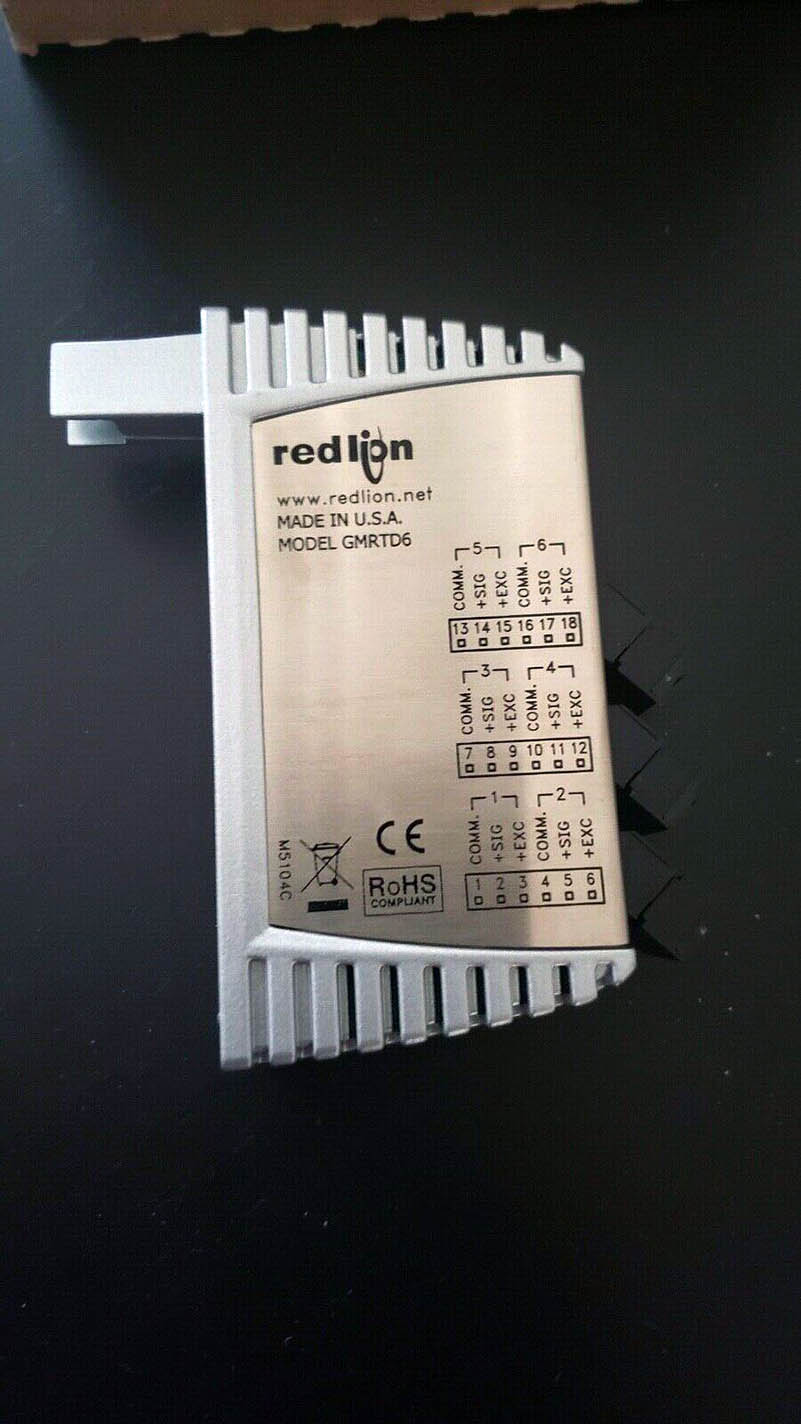 red lion
www.redlion.net
MADE IN U.S.A.
MODEL GMRTD6
5 6
COMM. +SIG +EXC COMM. +SIG +EXC
13 14 15 16 17 18
3 4
COMM. +SIG +EXC COMM. +SIG +EXC
7 8 9 10 11 12
1 2
COMM. +SIG +EXC COMM. +SIG +EXC
1 2 3 4 5 6
M5104C
CE
RoHS
COMPLIANT